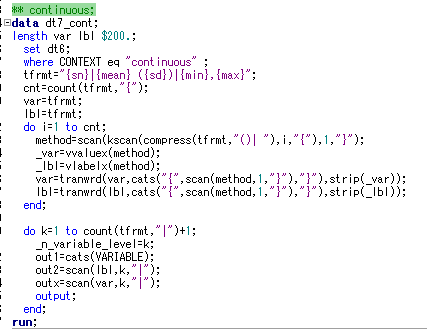 ** continuous;
data dt7_cont;
length var lbl $200.;
set dt6;
where CONTEXT eq "continuous" ;
tfrmt="{sn}|{mean} ({sd})|{min},{max}";
cnt=count(tfrmt,"{");
var=tfrmt;
lbl=tfrmt;
do i=1 to cnt;
method=scan(kscan(compress(tfrmt,"()| "),i,"{"),1,"}");
_var=vvaluex(method);
_lbl=vlabelx(method);
var=tranwrd(var,cats("{",scan(method,1,"}"),"}"),strip(_var));
lbl=tranwrd(lbl,cats("{",scan(method,1,"}"),"}"),strip(_lbl));
end;
do k=1 to count(tfrmt,"|")+1;
_n_variable_level=k;
out1=cats(VARIABLE);
out2=scan(lbl,k,"|");
outx=scan(var,k,"|");
output;
end;
run;